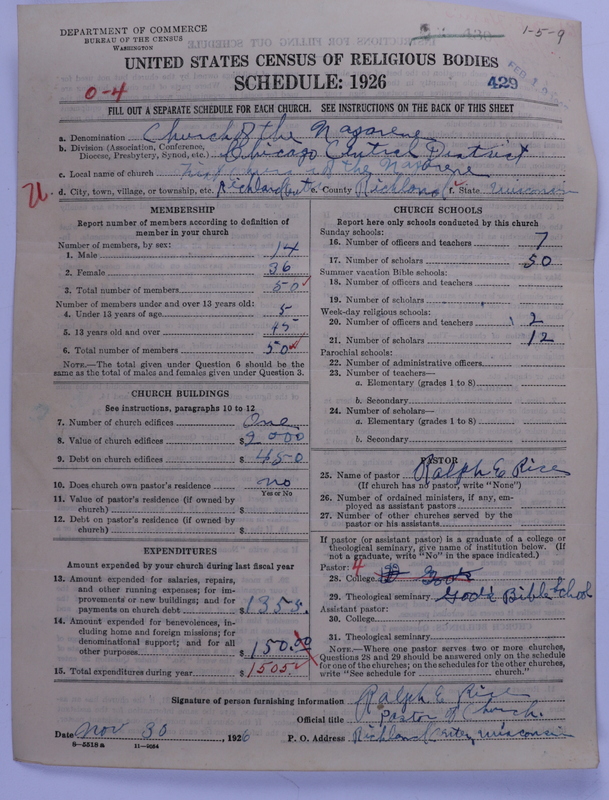 DEPARTMENT OF COMMERCE
BUREAU OF THE CENSUS
WASHINGTON
1-5-9
UNITED STATES CENSUS OF RELIGIOUS BODIES
SCHEDULE: 1926
0-4
429
FILL OUT A SEPARATE SCHEDULE FOR EACH CHURCH. SEE INSTRUCTIONS ON THE BACK OF THIS SHEET
a. Denomination Church of the Nazarene
b. Division (Association, Conference, Diocese, Presbytery, Synod, etc.) Chicago Central District
c. Local name of church First Church of the Nazarene
d. City, town, village, or township, etc. Richland Center e. County Richland f. State Wisconsin
MEMBERSHIP
Report number of members according to definition of
member in your church
Number of members, by sex:
1. Male 14
2. Female 36
3. Total number of members 50
Number of members under and over 13 years old:
4. Under 13 years of age 5
5. 13 years old and over 45
6. Total number of members 50
NOTE.—The total given under Question 6 should be
same as the total of males and females given under Question 3.
CHURCH BUILDINGS
See instructions, paragraphs 10 to 12
7. Number of church edifices One
8. Value of church edifices $2000
9. Debt on church edifices $450
10. Does church own pastor's residence? no
Yes or No
11. Value of pastor's residence (if owned by
church) $
12. Debt on pastor's residence (if owned by
church) $
EXPENDITURES
Amount expended by your church during last fiscal year
13. Amount expended for salaries, repairs,
and other running expenses; for im-
provements or new buildings; and for
payments on church debt $1355.
14. Amount expended for benevolences, in-
cluding home and foreign missions; for
denominational support; and for all
other purposes $150.00
15. Total expenditures during year $1505
CHURCH SCHOOLS
Report here only schools conducted by this church
Sunday schools:
16. Number of officers and teachers 7
17. Number of scholars 50
Summer vacation Bible schools:
18. Number of officers and teachers
19. Number of scholars
Week-day religious schools:
20. Number of officers and teachers 2
21. Number of scholars 12
Parochial schools:
22. Number of administrative officers
23. Number of teachers—
a. Elementary (grades 1 to 8)
b. Secondary
24. Number of scholars—
a. Elementary (grades 1 to 8)
b. Secondary
PASTOR
25. Name of pastor Ralph E Rise
(If church has no pastor, write "None")
26. Number of ordained ministers, if any, em-
ployed as assistant pastors
27. Number of other churches served by the
pastor or his assistants
If pastor (or assistant pastor) is a graduate of a college or
theological seminary, give name of institution below. (If
not a graduate, write "No" in the space indicated.)
Pastor: 4
28. College God's
29. Theological seminary God's Bible School
Assistant pastor:
30. College
31. Theological seminary
NOTE.—Where one pastor serves two or more churches,
Questions 28 and 29 should be answered only on the schedule
for one of the churches; on the schedules for the other churches,
write "See schedule for church."
Signature of person furnishing information Ralph E Rise
Official title Pastor of Church.
Date Nov 30, 1926 P. O. Address Richland Center, Wisconsin
8-5518 a 11-9054